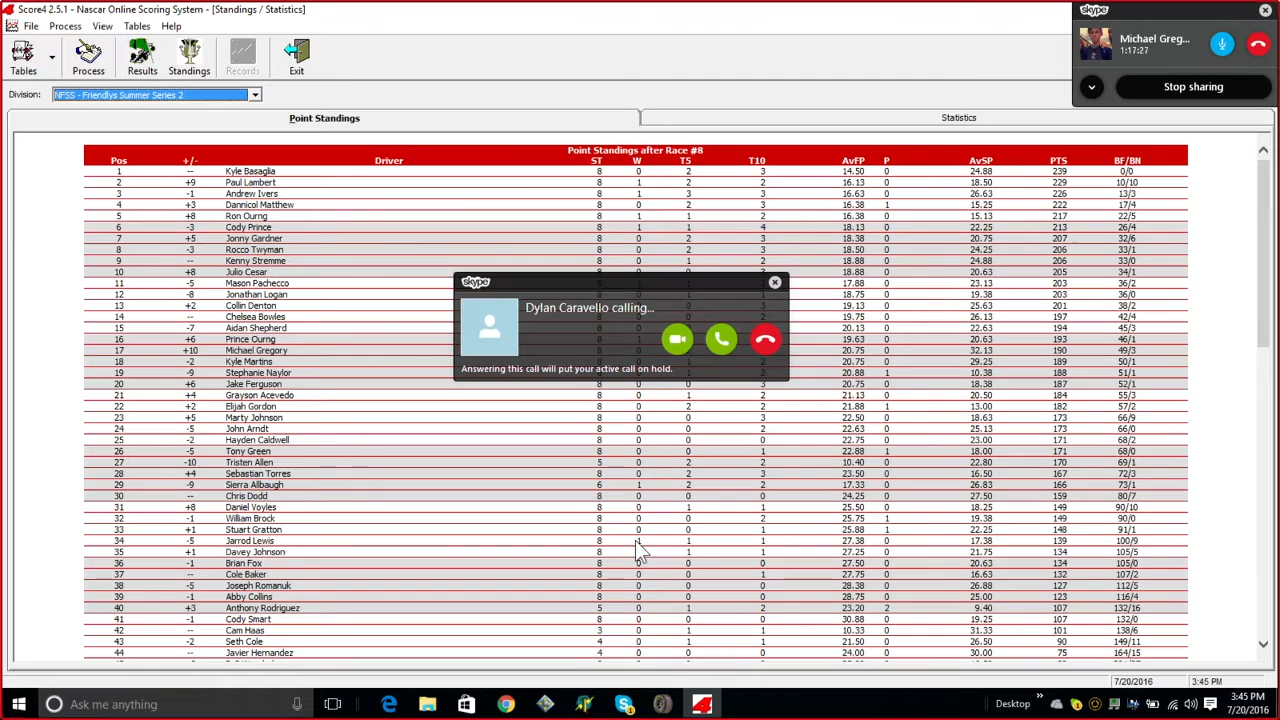 Score4 2.5.1 - Nascar Online Scoring System - [Standings / Statistics]
File Process View Tables Help
Tables Process Results Standings Records Exit
Division: NFSS - Friendlys Summer Series 2
Point Standings Statistics
Point Standings after Race #8
Pos +/- Driver ST W T5 T10 AvFP P AvSP PTS BF/BN
1 -- Kyle Basaglia 8 0 2 3 14.50 0 24.88 239 0/0
2 +9 Paul Lambert 8 1 2 2 16.13 0 18.50 229 10/10
3 -1 Andrew Ivers 8 1 3 3 16.63 0 26.63 226 13/3
4 +3 Dannicol Matthew 8 0 2 3 16.38 1 15.25 222 17/4
5 +8 Ron Ourng 8 1 1 2 16.38 0 15.13 217 22/5
6 -3 Cody Prince 8 1 1 4 18.13 0 22.25 213 26/4
7 +5 Jonny Gardner 8 0 2 3 18.38 0 20.75 207 32/6
8 -3 Rocco Twyman 8 0 2 3 18.50 0 24.25 206 33/1
9 -- Kenny Stremme 8 0 1 2 18.88 0 24.88 206 33/0
10 +8 Julio Cesar 8 18.88 0 20.63 205 34/1
11 -5 Mason Pachecco 8 17.88 0 20.63 203 36/2
12 -8 Jonathan Logan 8 18.75 0 19.38 203 36/0
13 +2 Collin Denton 8 19.13 0 20.63 201 38/2
14 -- Chelsea Bowles 8 19.75 0 26.13 197 42/4
15 -7 Aidan Shepherd 8 20.13 0 22.63 194 45/3
16 +6 Prince Ourng 8 19.63 0 20.63 191 48/3
17 +10 Michael Gregory 8 20.75 0 32.13 190 49/3
18 -2 Kyle Martins 8 20.75 0 29.25 189 50/1
19 -9 Stephanie Naylor 8 20.88 1 10.38 188 51/1
20 +6 Jake Ferguson 8 0 0 3 20.75 0 18.38 187 52/1
21 +4 Grayson Acevedo 8 0 1 2 21.13 0 20.50 184 55/3
22 +2 Elijah Gordon 8 0 2 2 21.88 1 13.00 182 57/2
23 +5 Marty Johnson 8 0 0 3 22.50 0 18.63 173 66/9
24 -5 John Arndt 8 0 0 2 22.63 0 25.13 173 66/0
25 -2 Hayden Caldwell 8 0 0 0 22.75 0 23.00 171 68/2
26 -5 Tony Green 8 0 0 1 22.88 1 18.00 171 68/0
27 -10 Tristen Allen 5 0 2 2 10.40 0 22.80 170 69/1
28 +4 Sebastian Torres 8 0 2 3 23.50 0 16.50 167 72/3
29 -9 Sierra Allbaugh 6 1 2 2 17.33 0 26.83 166 73/1
30 -- Chris Dodd 8 0 0 0 24.25 0 27.50 159 80/7
31 +8 Daniel Voyles 8 0 1 1 25.25 0 28.50 149 90/10
32 -1 William Brock 8 0 0 2 25.75 1 19.38 149 90/0
33 +1 Stuart Gratton 8 0 0 1 25.88 1 22.25 148 91/1
34 -5 Jarrod Lewis 8 1 1 1 27.38 0 17.38 139 100/9
35 +1 Davey Johnson 8 1 1 27.25 0 21.75 134 105/5
36 -1 Brian Fox 8 0 0 0 27.50 0 20.63 134 105/0
37 -- Cole Baker 8 0 0 1 27.75 0 16.63 132 107/2
38 -5 Joseph Romanuk 8 0 0 0 28.38 0 26.88 127 112/5
39 -1 Abby Collins 8 0 0 0 28.75 0 25.00 123 116/4
40 +3 Anthony Rodriguez 5 0 1 2 23.20 2 9.40 107 132/16
41 -1 Cody Smart 8 0 0 0 30.88 0 19.25 107 132/0
42 -- Cam Haas 3 0 1 1 10.33 0 31.33 101 138/6
43 -2 Seth Cole 4 0 1 1 21.50 0 26.50 90 149/11
44 -- Javier Hernandez 4 0 0 0 24.00 0 30.00 75 164/15
skype
Michael Greg...
1:17:27
Stop sharing
skype
Dylan Caravello calling...
Answering this call will put your active call on hold.
7/20/2016 3:45 PM
Ask me anything
Desktop
3:45 PM
7/20/2016